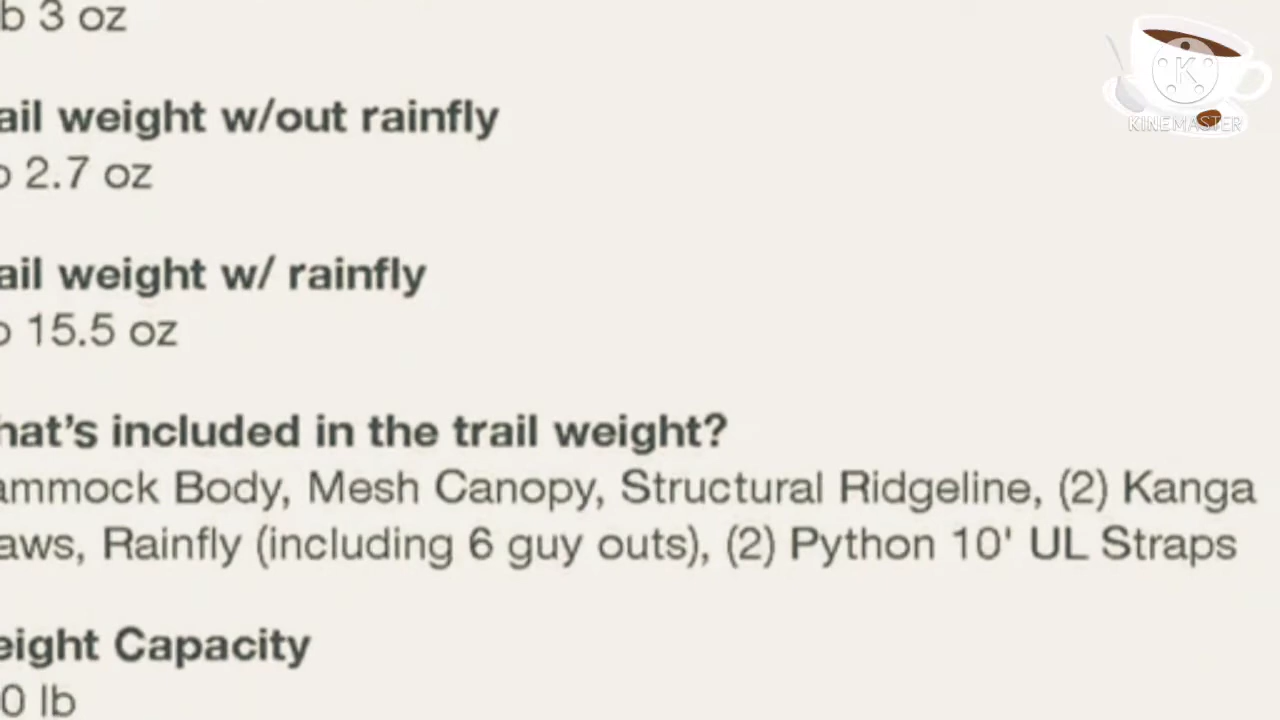 b 3 oz
ail weight w/out rainfly
2.7 oz
ail weight w/ rainfly
15.5 oz
hat's included in the trail weight?
ammock Body, Mesh Canopy, Structural Ridgeline, (2) Kanga
aws, Rainfly (including 6 guy outs), (2) Python 10' UL Straps
eight Capacity
0 lb
K
KINEMASTER